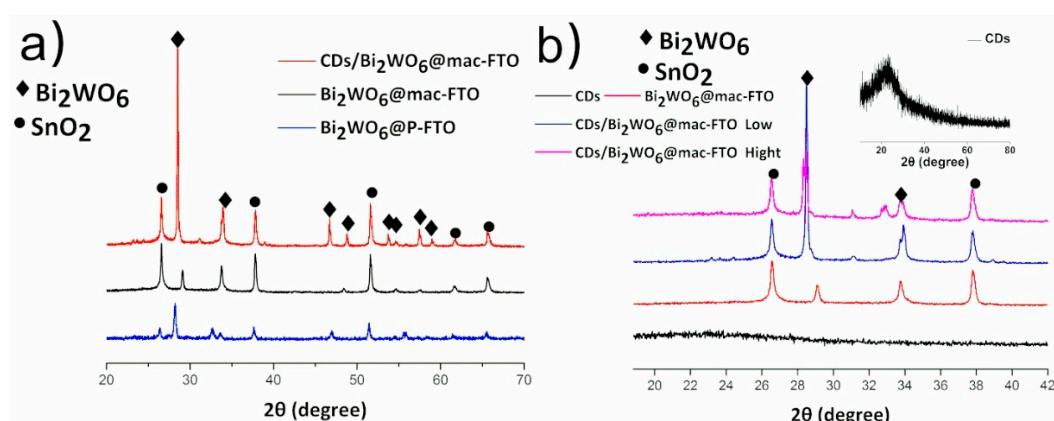 a)
Bi2WO6
SnO2
CDs/Bi2WO6@mac-FTO
Bi2WO6@mac-FTO
Bi2WO6@P-FTO
20 30 40 50 60 70
2θ (degree)
b)
Bi2WO6
SnO2
CDs Bi2WO6@mac-FTO
CDs/Bi2WO6@mac-FTO Low
CDs/Bi2WO6@mac-FTO Hight
CDs
20 40 60 80
2θ (degree)
20 22 24 26 28 30 32 34 36 38 40 42
2θ (degree)